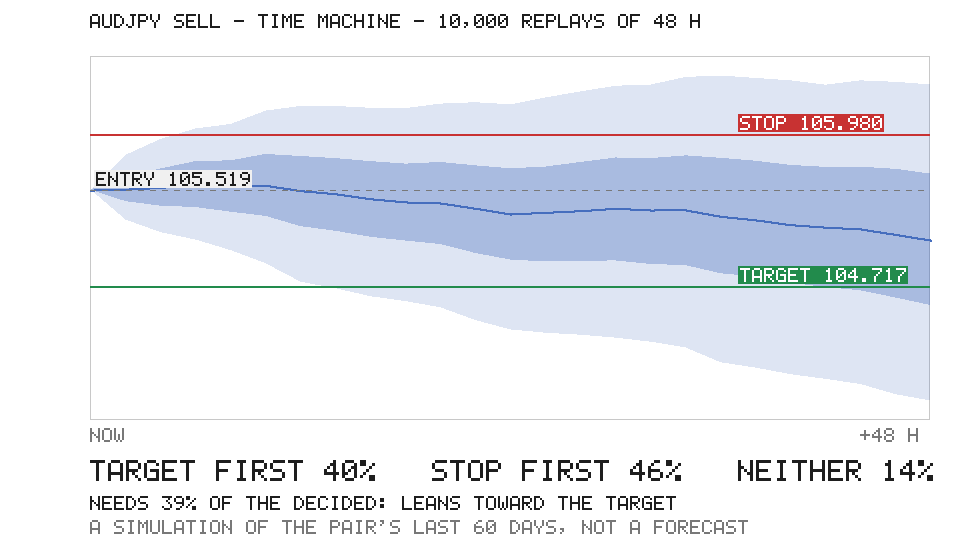 AUDJPY SELL - TIME MACHINE - 10,000 REPLAYS OF 48 H
STOP 105.980
ENTRY 105.519
TARGET 104.717
NOW +48 H
TARGET FIRST 40% STOP FIRST 46% NEITHER 14%
NEEDS 39% OF THE DECIDED: LEANS TOWARD THE TARGET
A SIMULATION OF THE PAIR'S LAST 60 DAYS, NOT A FORECAST